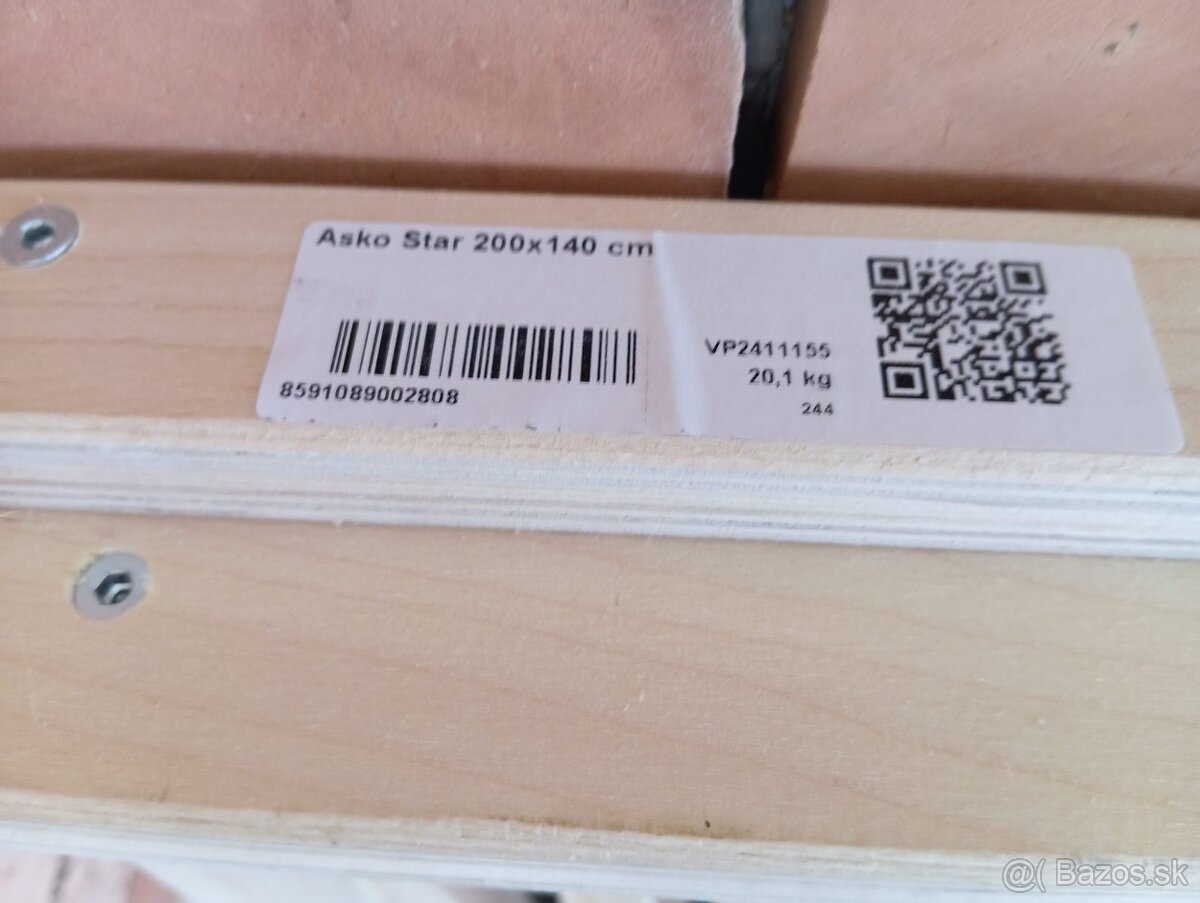 Asko Star 200x140 cm
8591089002808
VP2411155
20,1 kg
244
@( Bazos.sk